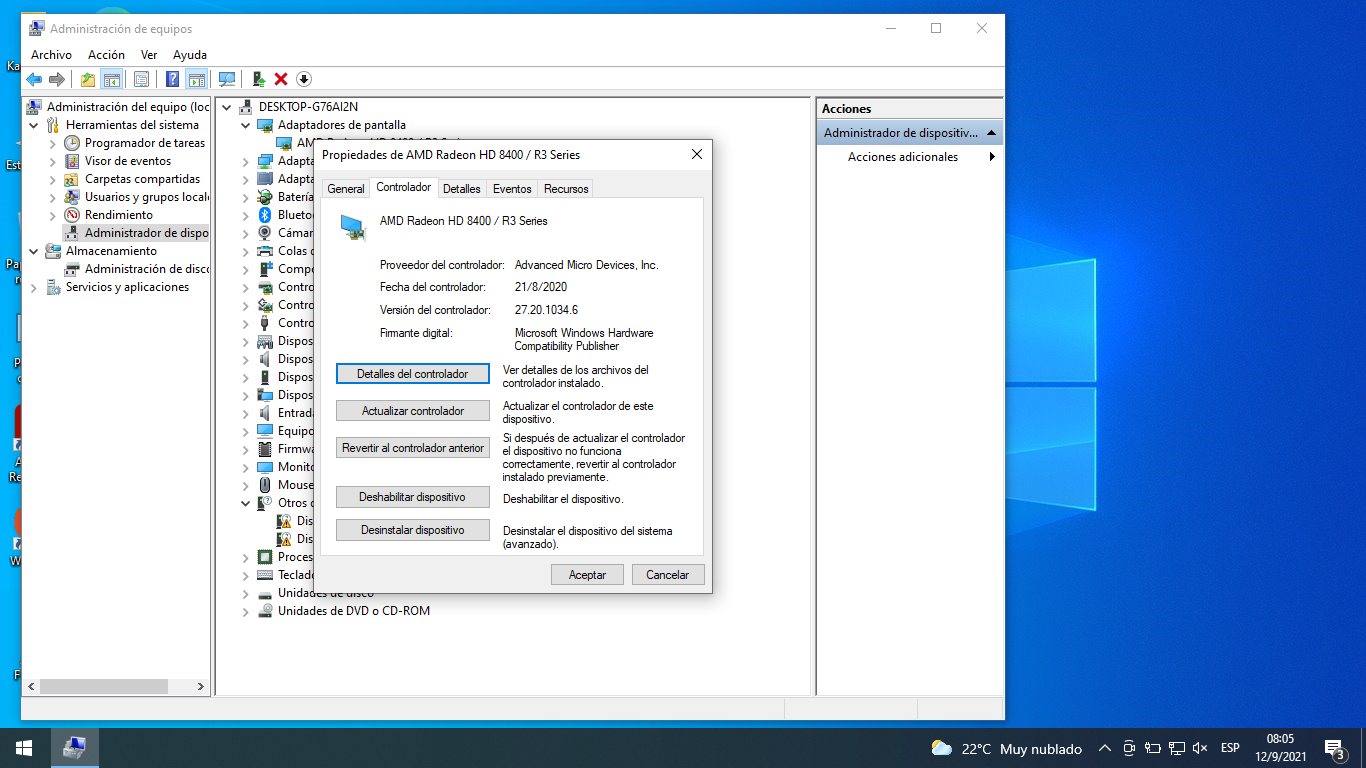 Administración de equipos
Archivo Acción Ver Ayuda
Administración del equipo (loc
Herramientas del sistema
Programador de tareas
Visor de eventos
Carpetas compartidas
Usuarios y grupos locale
Rendimiento
Administrador de dispo
Almacenamiento
Administración de disco
Servicios y aplicaciones
DESKTOP-G76AI2N
Adaptadores de pantalla
Adapta
Adapta
Batería
Blueto
Cámar
Colas d
Compo
Contro
Contro
Contro
Dispos
Dispos
Dispos
Dispos
Entrada
Equipo
Firmwa
Monito
Mouse
Otros d
Dis
Dis
Proces
Teclado
Unidades de disco
Unidades de DVD o CD-ROM
Propiedades de AMD Radeon HD 8400 / R3 Series
General Controlador Detalles Eventos Recursos
AMD Radeon HD 8400 / R3 Series
Proveedor del controlador: Advanced Micro Devices, Inc.
Fecha del controlador: 21/8/2020
Versión del controlador: 27.20.1034.6
Firmante digital: Microsoft Windows Hardware
Compatibility Publisher
Detalles del controlador
Ver detalles de los archivos del
controlador instalado.
Actualizar controlador
Actualizar el controlador de este
dispositivo.
Revertir al controlador anterior
Si después de actualizar el controlador
el dispositivo no funciona
correctamente, revertir al controlador
instalado previamente.
Deshabilitar dispositivo
Deshabilitar el dispositivo.
Desinstalar dispositivo
Desinstalar el dispositivo del sistema
(avanzado).
Aceptar Cancelar
Acciones
Administrador de dispositiv...
Acciones adicionales
22°C Muy nublado
ESP
08:05
12/9/2021
3